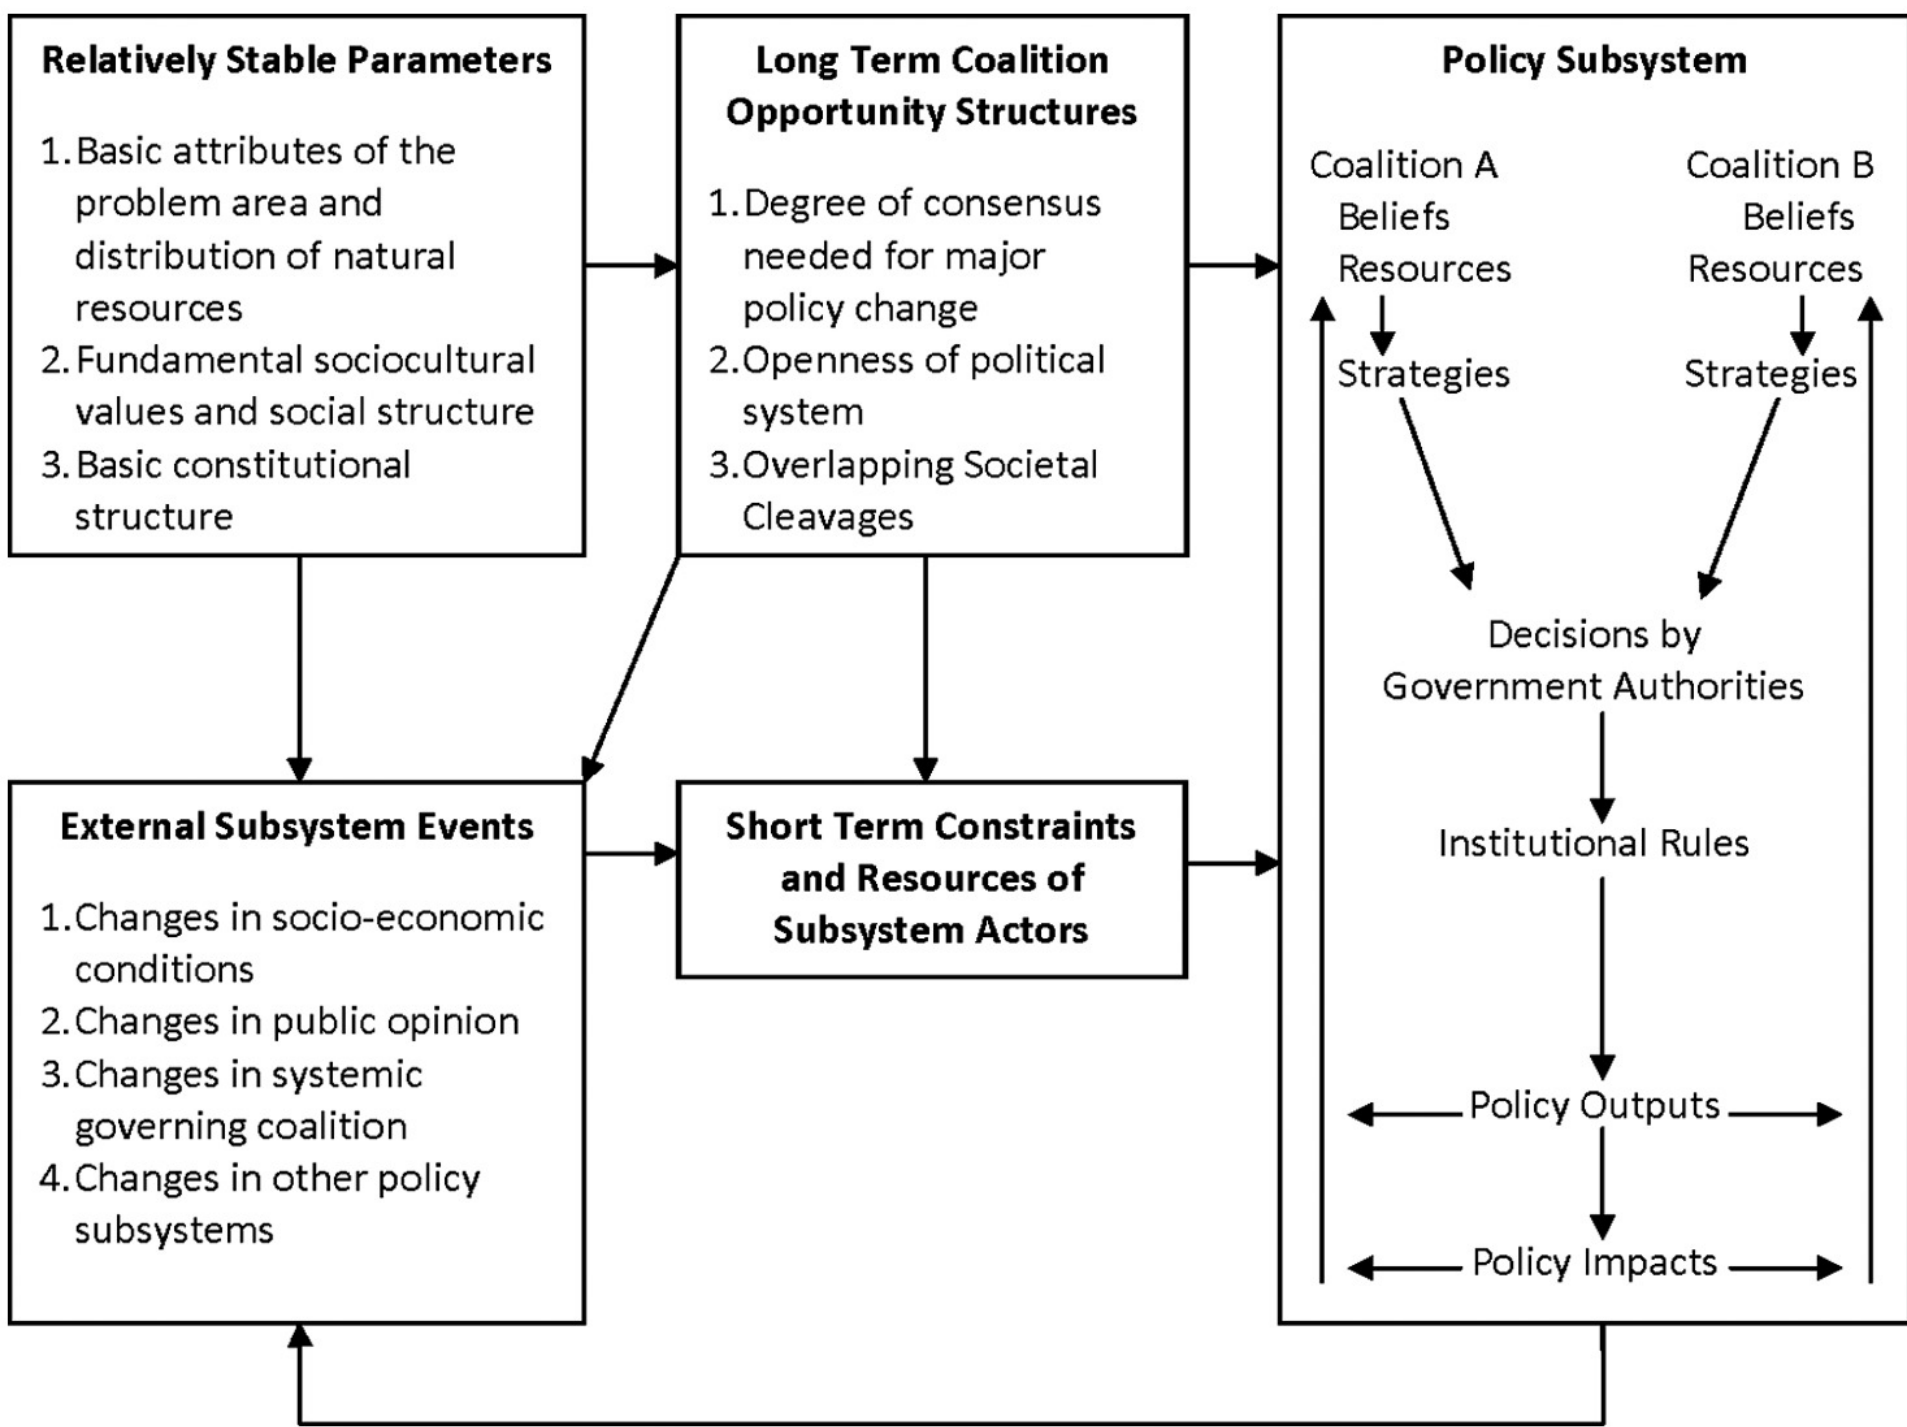 Relatively Stable Parameters
1. Basic attributes of the
problem area and
distribution of natural
resources
2. Fundamental sociocultural
values and social structure
3. Basic constitutional
structure
Long Term Coalition
Opportunity Structures
1. Degree of consensus
needed for major
policy change
2. Openness of political
system
3. Overlapping Societal
Cleavages
External Subsystem Events
1. Changes in socio-economic
conditions
2. Changes in public opinion
3. Changes in systemic
governing coalition
4. Changes in other policy
subsystems
Short Term Constraints
and Resources of
Subsystem Actors
Policy Subsystem
Coalition A
Beliefs
Resources
Strategies
Coalition B
Beliefs
Resources
Strategies
Decisions by
Government Authorities
Institutional Rules
Policy Outputs
Policy Impacts